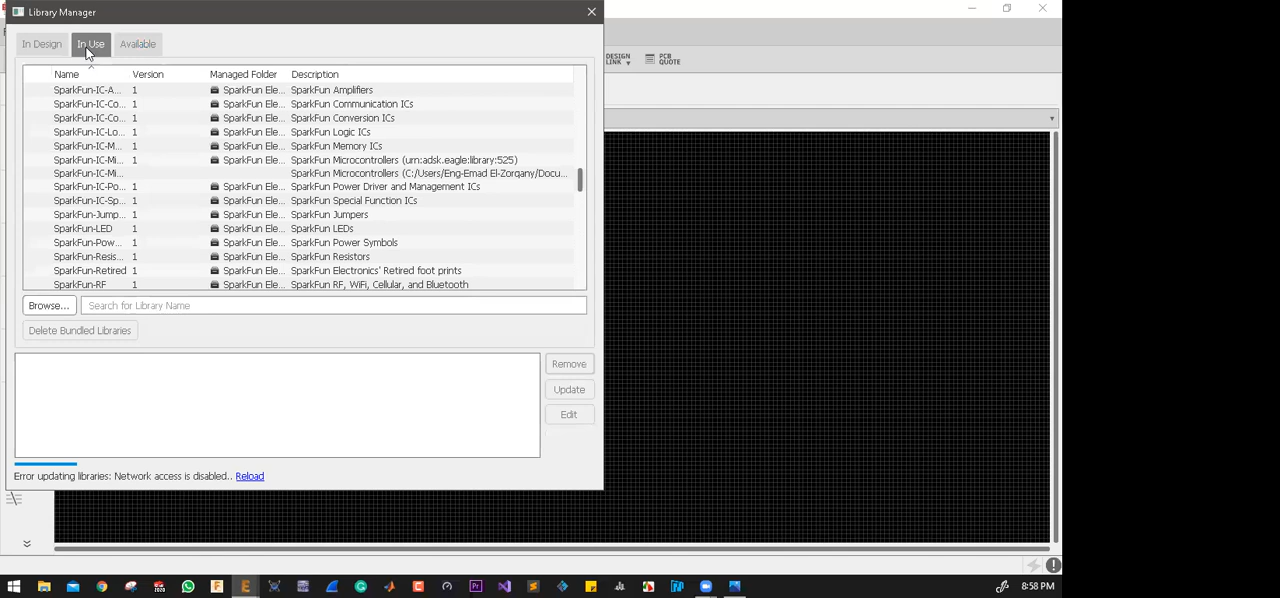 Library Manager
In Design In Use Available
DESIGN LINK
PCB QUOTE
Name Version Managed Folder Description
SparkFun-IC-A... 1 SparkFun Ele... SparkFun Amplifiers
SparkFun-IC-Co... 1 SparkFun Ele... SparkFun Communication ICs
SparkFun-IC-Co... 1 SparkFun Ele... SparkFun Conversion ICs
SparkFun-IC-Lo... 1 SparkFun Ele... SparkFun Logic ICs
SparkFun-IC-M... 1 SparkFun Ele... SparkFun Memory ICs
SparkFun-IC-Mi... 1 SparkFun Ele... SparkFun Microcontrollers (urn:adsk.eagle:library:525)
SparkFun-IC-Mi... SparkFun Microcontrollers (C:/Users/Eng-Emad El-Zorqany/Docu...
SparkFun-IC-Po... 1 SparkFun Ele... SparkFun Power Driver and Management ICs
SparkFun-IC-Sp... 1 SparkFun Ele... SparkFun Special Function ICs
SparkFun-Jump... 1 SparkFun Ele... SparkFun Jumpers
SparkFun-LED 1 SparkFun Ele... SparkFun LEDs
SparkFun-Pow... 1 SparkFun Ele... SparkFun Power Symbols
SparkFun-Resis... 1 SparkFun Ele... SparkFun Resistors
SparkFun-Retired 1 SparkFun Ele... SparkFun Electronics' Retired foot prints
SparkFun-RF 1 SparkFun Ele... SparkFun RF, WiFi, Cellular, and Bluetooth
Browse... Search for Library Name
Delete Bundled Libraries
Remove
Update
Edit
Error updating libraries: Network access is disabled.. Reload
8:58 PM